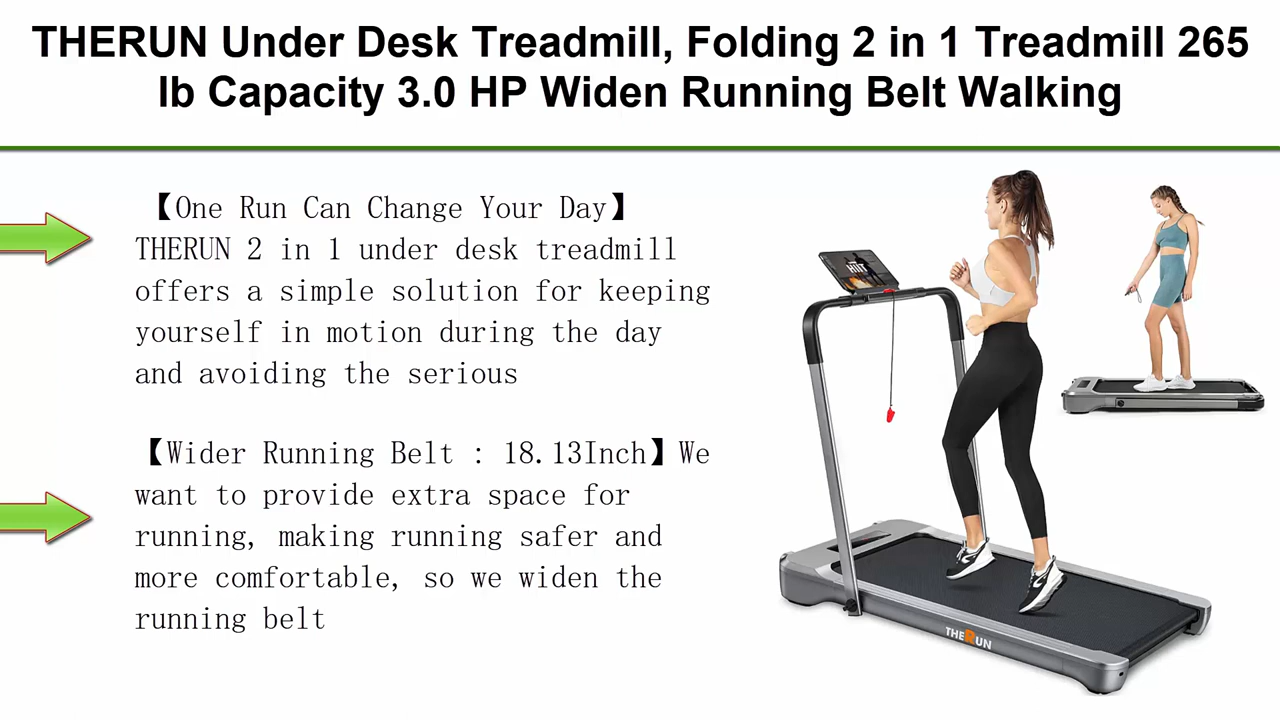 THERUN Under Desk Treadmill, Folding 2 in 1 Treadmill 265
lb Capacity 3.0 HP Widen Running Belt Walking
【One Run Can Change Your Day】
THERUN 2 in 1 under desk treadmill
offers a simple solution for keeping
yourself in motion during the day
and avoiding the serious
【Wider Running Belt : 18.13Inch】We
want to provide extra space for
running, making running safer and
more comfortable, so we widen the
running belt
HIIT
THERUN